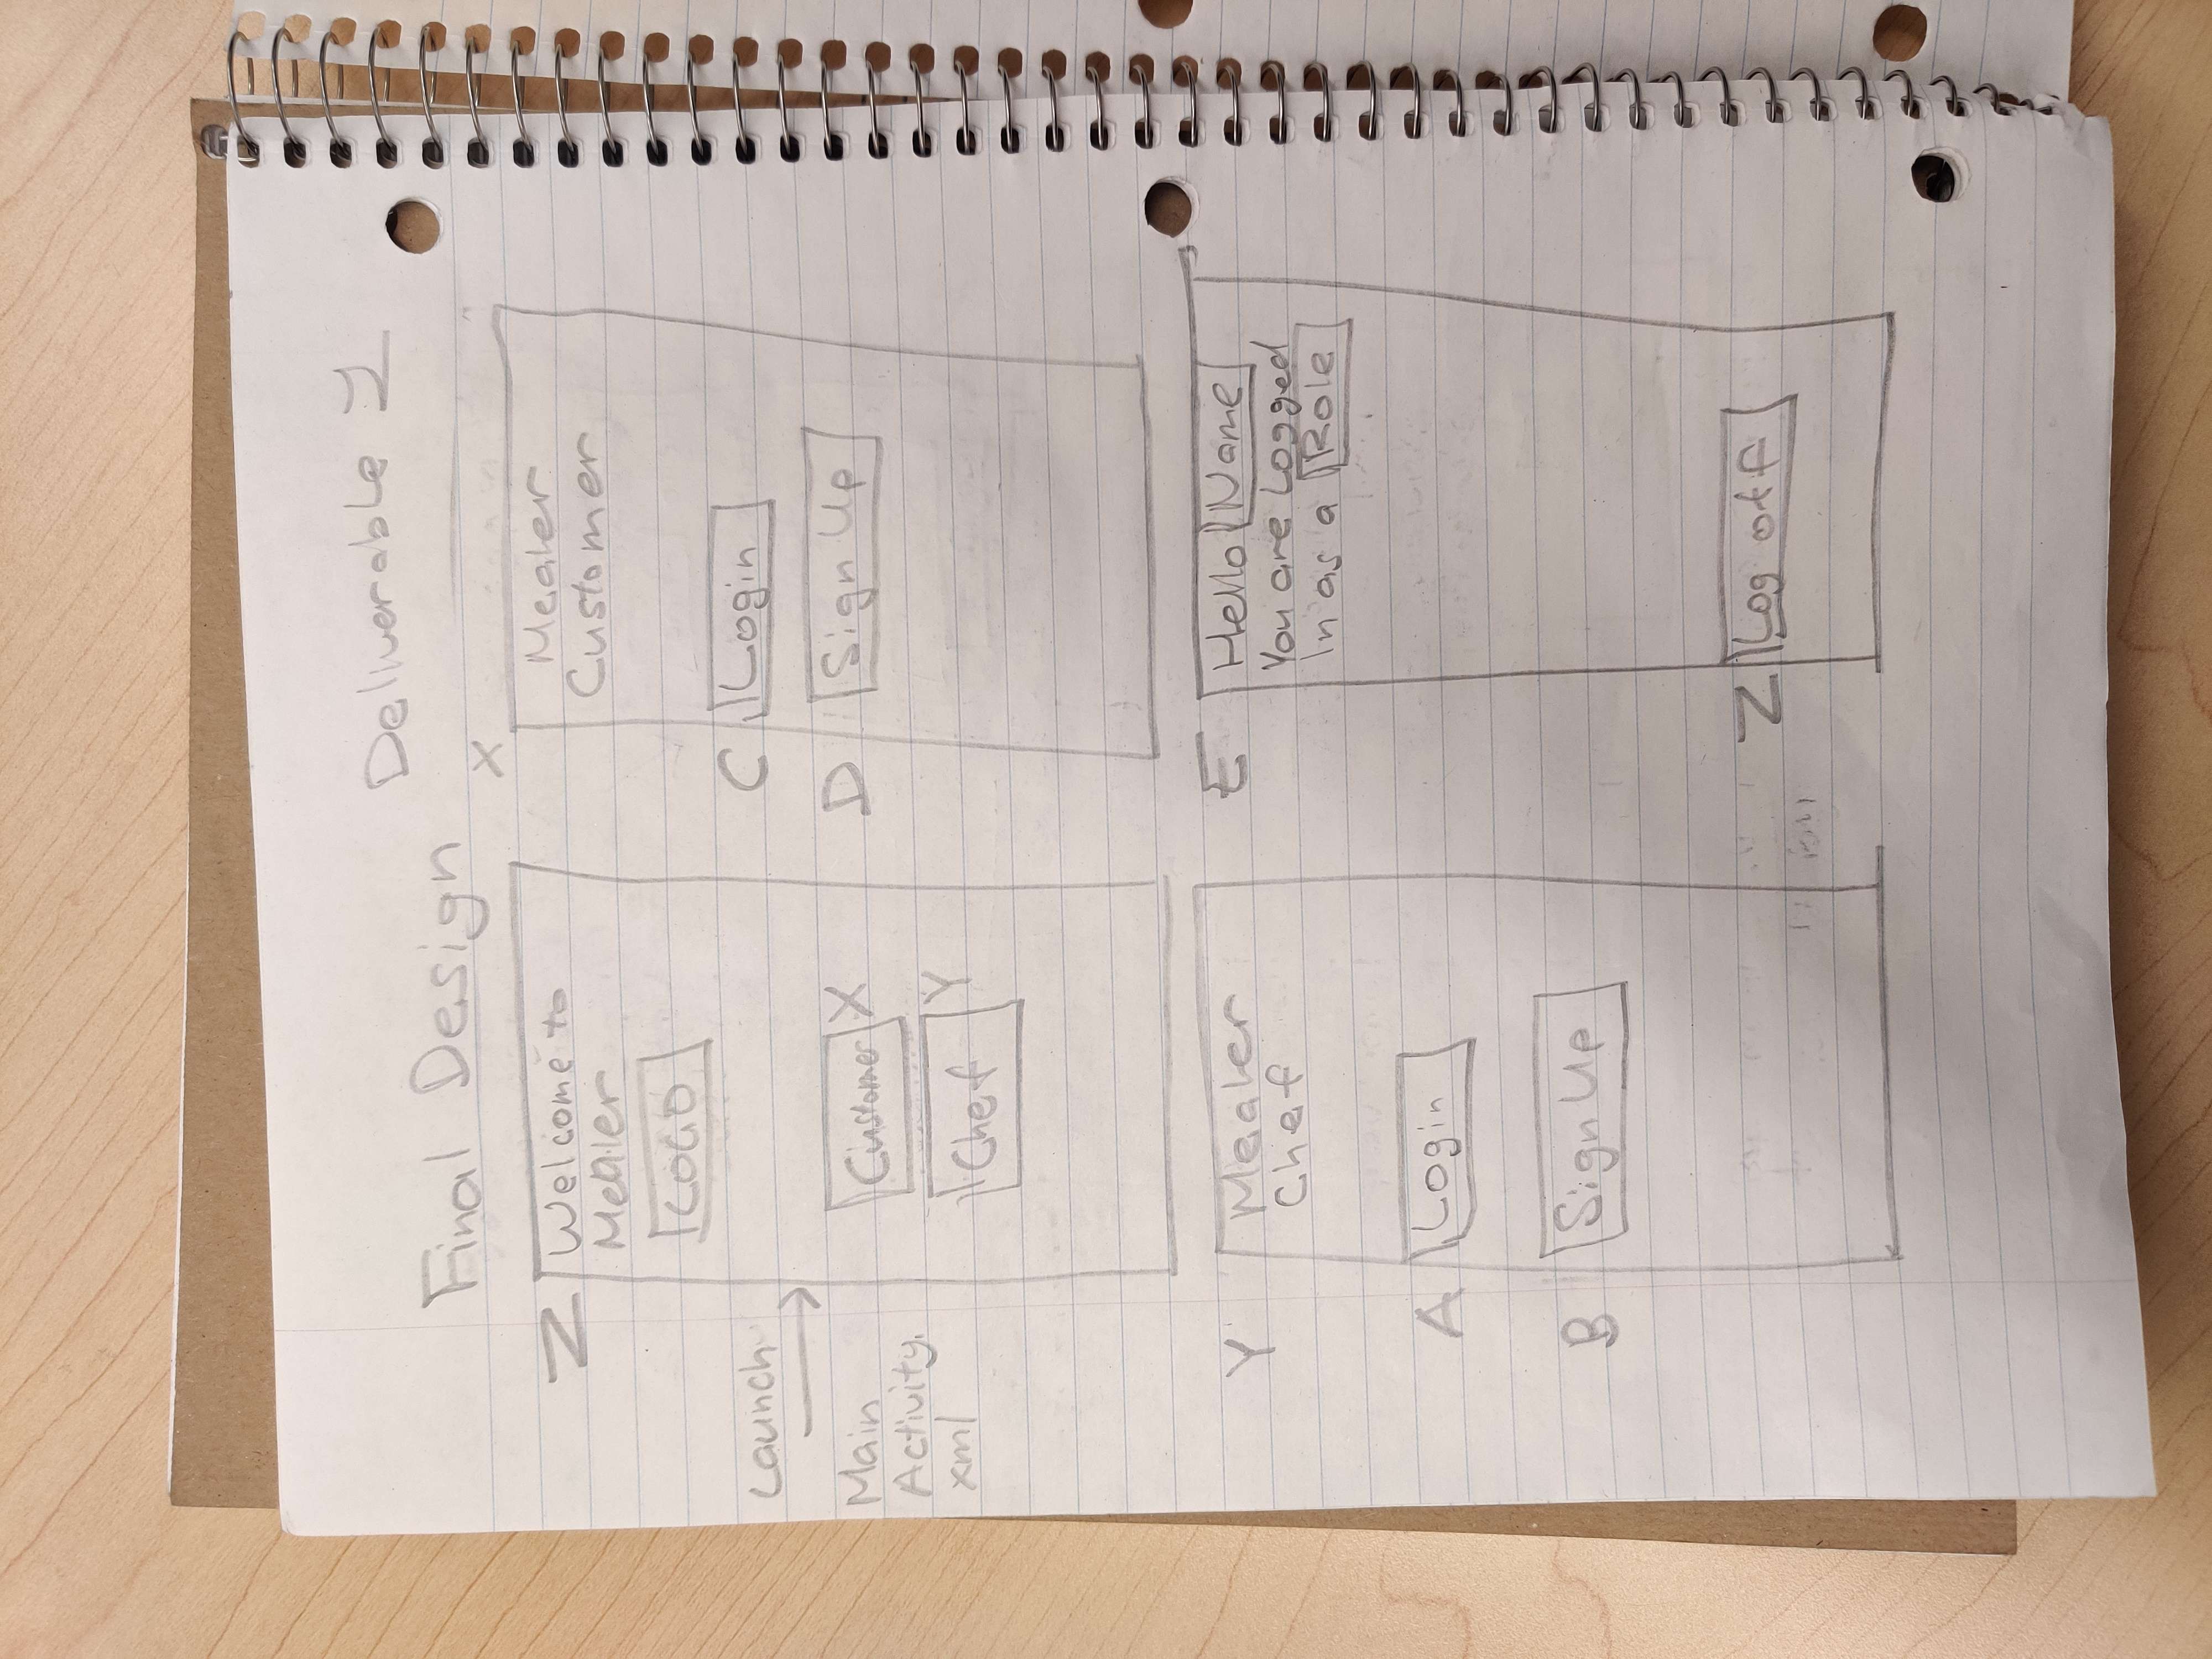 Final Design Deliverable 1
Z
Welcome to
Mealer
LOGO
Launch
Main
Activity.
xml
Customer X
Chef Y
X
Mealer
Customer
C Login
D Sign Up
Y
Mealer
Chef
A Login
B Sign Up
E
Hello Name
You are Logged
In as a Role
Z Log off